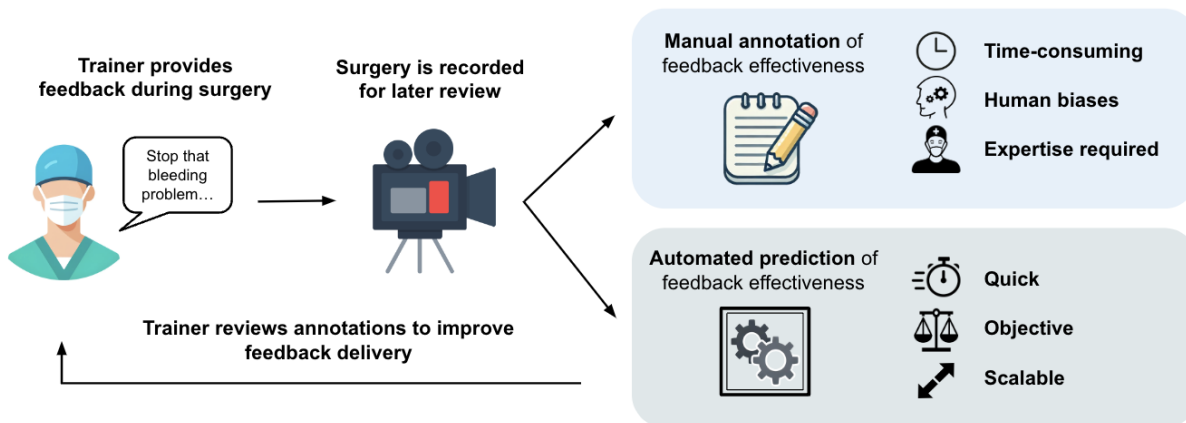 Trainer provides
feedback during surgery
Stop that
bleeding
problem…
Surgery is recorded
for later review
Manual annotation of
feedback effectiveness
Time-consuming
Human biases
Expertise required
Automated prediction of
feedback effectiveness
Quick
Objective
Scalable
Trainer reviews annotations to improve
feedback delivery